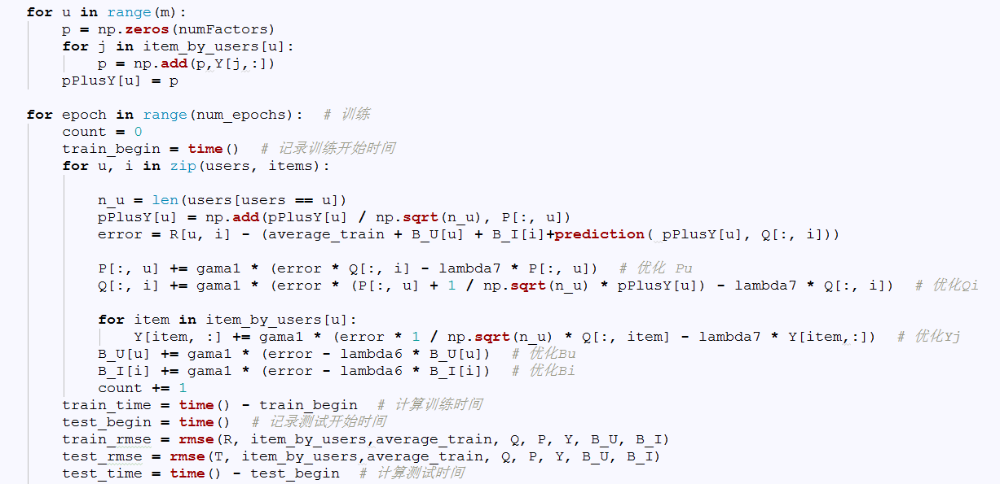 for u in range(m):
    p = np.zeros(numFactors)
    for j in item_by_users[u]:
        p = np.add(p,Y[j,:])
    pPlusY[u] = p

for epoch in range(num_epochs):  # 训练
    count = 0
    train_begin = time()  # 记录训练开始时间
    for u, i in zip(users, items):

        n_u = len(users[users == u])
        pPlusY[u] = np.add(pPlusY[u] / np.sqrt(n_u), P[:, u])
        error = R[u, i] - (average_train + B_U[u] + B_I[i]+prediction( pPlusY[u], Q[:, i]))

        P[:, u] += gama1 * (error * Q[:, i] - lambda7 * P[:, u])  # 优化 Pu
        Q[:, i] += gama1 * (error * (P[:, u] + 1 / np.sqrt(n_u) * pPlusY[u]) - lambda7 * Q[:, i])  # 优化Qi

        for item in item_by_users[u]:
            Y[item, :] += gama1 * (error * 1 / np.sqrt(n_u) * Q[:, item] - lambda7 * Y[item,:])  # 优化Yj
        B_U[u] += gama1 * (error - lambda6 * B_U[u])  # 优化Bu
        B_I[i] += gama1 * (error - lambda6 * B_I[i])  # 优化Bi
        count += 1
    train_time = time() - train_begin  # 计算训练时间
    test_begin = time()  # 记录测试开始时间
    train_rmse = rmse(R, item_by_users,average_train, Q, P, Y, B_U, B_I)
    test_rmse = rmse(T, item_by_users,average_train, Q, P, Y, B_U, B_I)
    test_time = time() - test_begin  # 计算测试时间